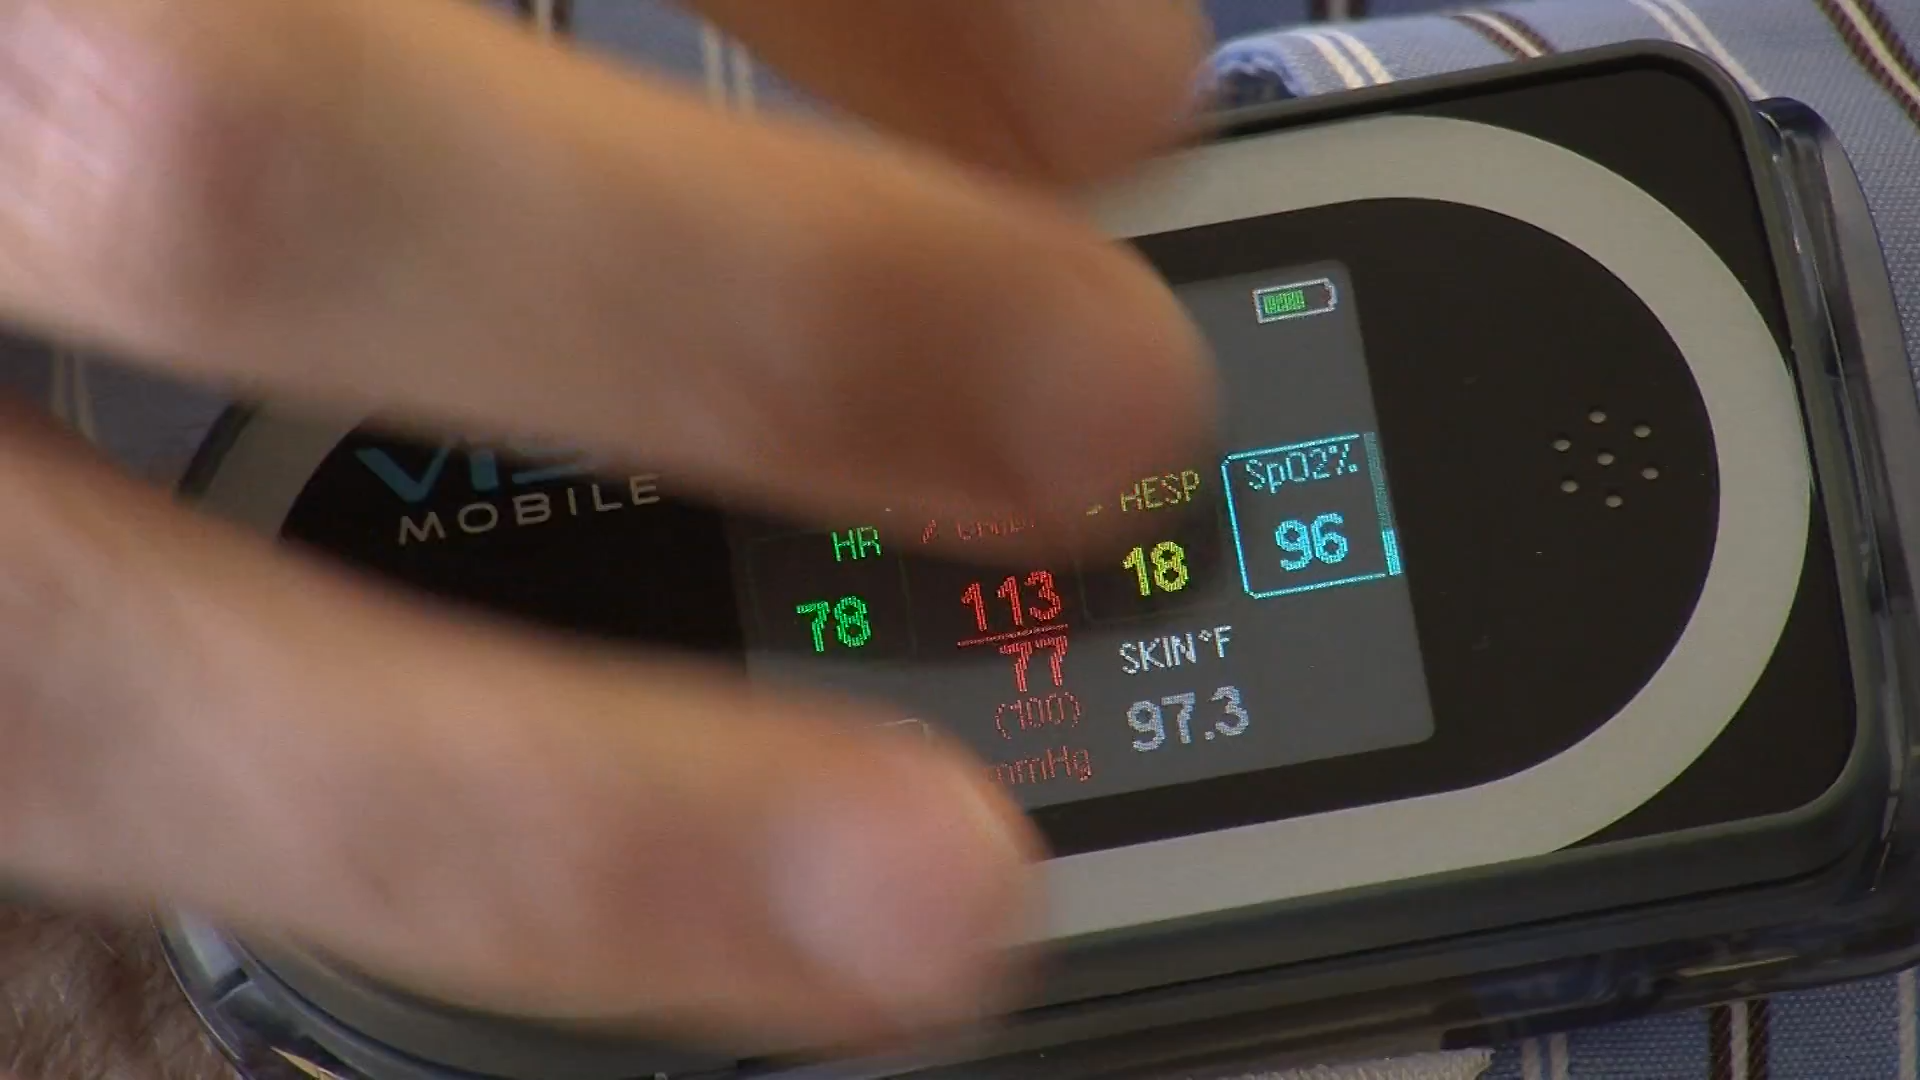 MOBILE
HR
RESP
SpO2%
78
113
77
(100)
mmHg
18
96
SKIN°F
97.3